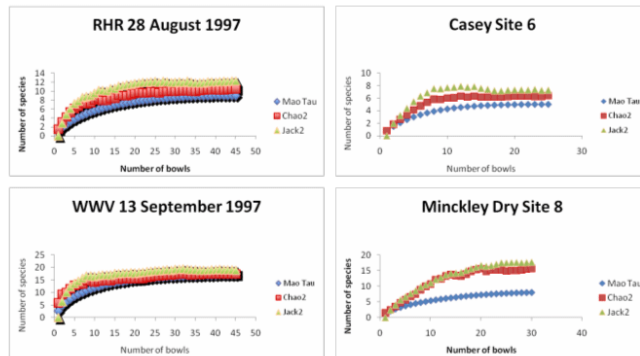 RHR 28 August 1997
Number of species
14
12
10
8
6
4
2
0
0 5 10 15 20 25 30 35 40 45 50
Number of bowls
Mao Tau
Chao2
Jack2
Casey Site 6
Number of species
10
8
6
4
2
0
0 10 20 30
Number of bowls
Mao Tau
Chao2
Jack2
WWV 13 September 1997
Number of species
25
20
15
10
5
0
0 5 10 15 20 25 30 35 40 45 50
Number of bowls
Mao Tau
Chao2
Jack2
Minckley Dry Site 8
Number of species
20
15
10
5
0
0 10 20 30 40
Number of bowls
Mao Tau
Chao2
Jack2